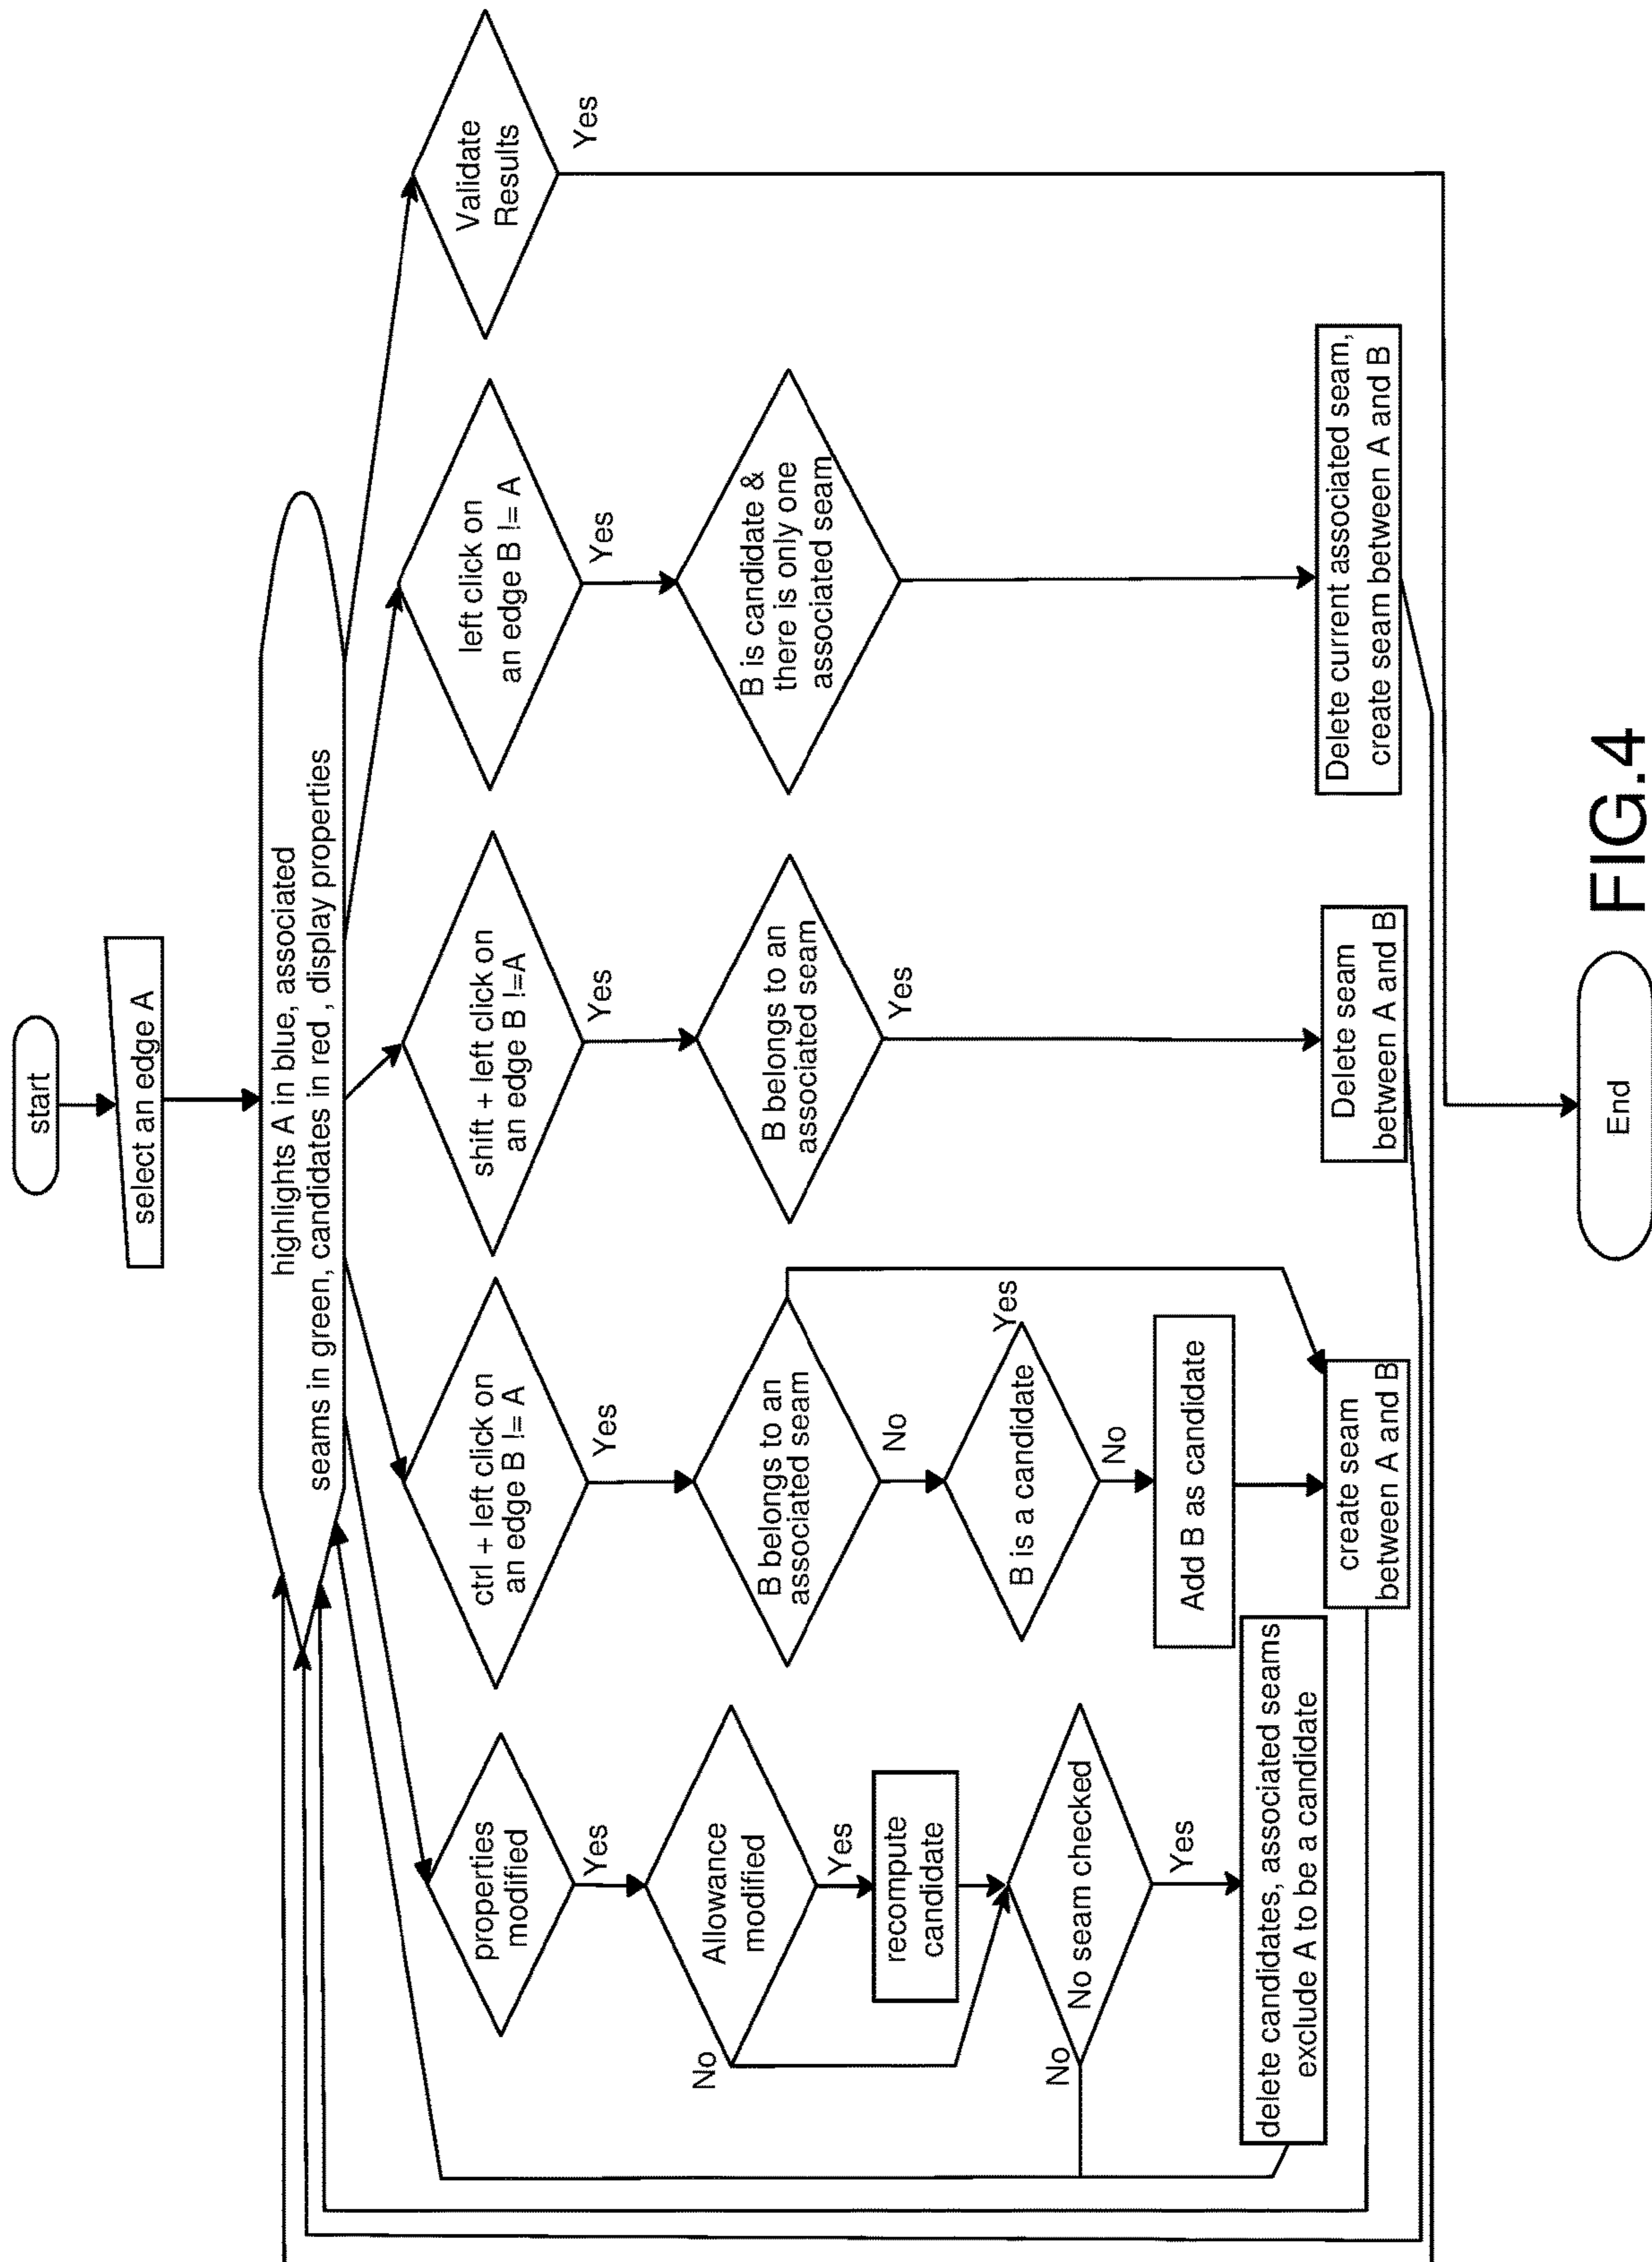 start
select an edge A
highlights A in blue, associated
seams in green, candidates in red , display properties
properties
modified
Yes
Allowance
modified
No
Yes
recompute
candidate
No seam checked
No
Yes
delete candidates, associated seams
exclude A to be a candidate
ctrl + left click on
an edge B != A
Yes
B belongs to an
associated seam
No
B is a candidate
Yes
No
Add B as candidate
create seam
between A and B
shift + left click on
an edge B !=A
Yes
B belongs to an
associated seam
Yes
Delete seam
between A and B
left click on
an edge B != A
Yes
B is candidate &
there is only one
associated seam
Delete current associated seam,
create seam between A and B
Validate
Results
Yes
End
FIG.4